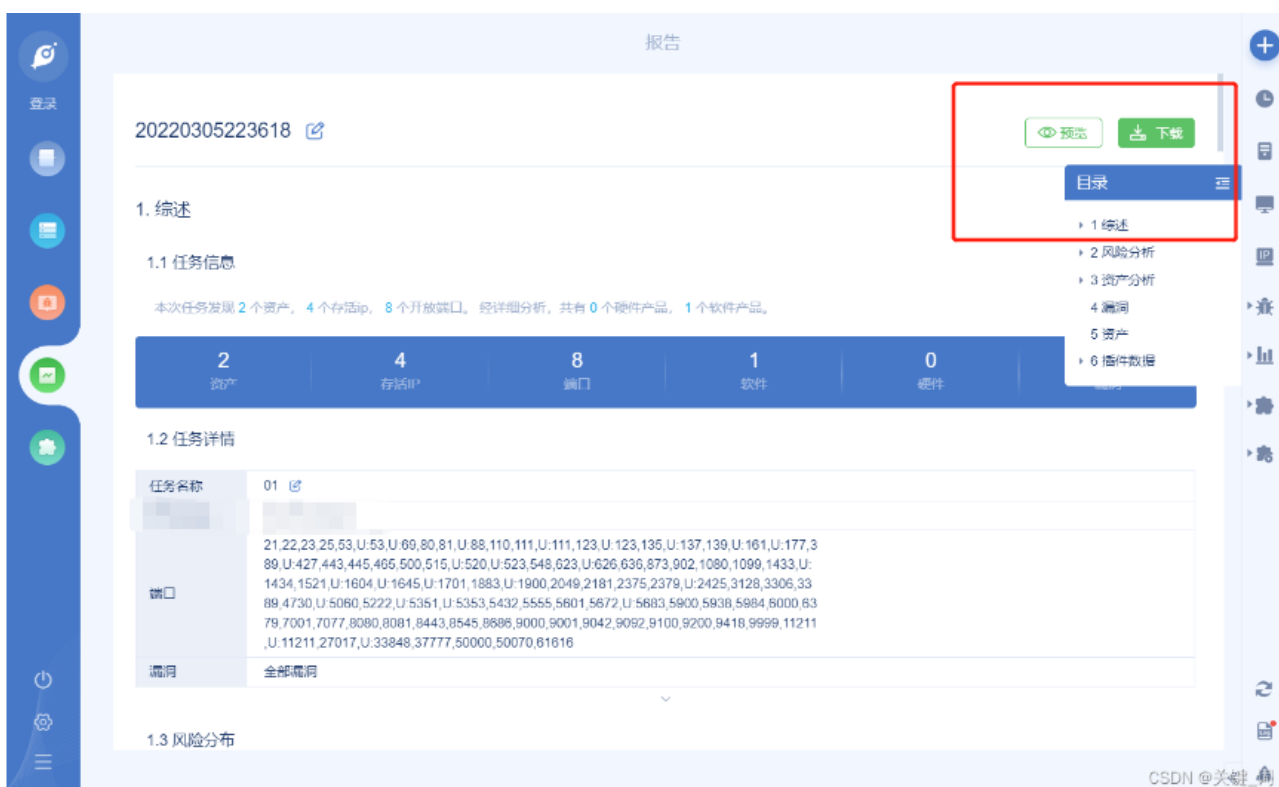 报告
登录
20220305223618
预览
下载
目录
1 综述
2 风险分析
3 资产分析
4 漏洞
5 资产
6 插件数据
1. 综述
1.1 任务信息
本次任务发现 2 个资产， 4 个存活ip， 8 个开放端口。 经详细分析，共有 0 个硬件产品， 1 个软件产品。
2 4 8 1 0
资产 存活IP 端口 软件 硬件
1.2 任务详情
任务名称 01
端口
21,22,23,25,53,U:53,U:69,80,81,U:88,110,111,U:111,123,U:123,135,U:137,139,U:161,U:177,3
89,U:427,443,445,465,500,515,U:520,U:523,548,623,U:626,636,873,902,1080,1099,1433,U:
1434,1521,U:1604,U:1645,U:1701,1883,U:1900,2049,2181,2375,2379,U:2425,3128,3306,33
89,4730,U:5060,5222,U:5351,U:5353,5432,5555,5601,5672,U:5683,5900,5938,5984,6000,63
79,7001,7077,8080,8081,8443,8545,8686,9000,9001,9042,9092,9100,9200,9418,9999,11211
,U:11211,27017,U:33848,37777,50000,50070,61616
漏洞 全部漏洞
1.3 风险分布
IP
CSDN @关键_词